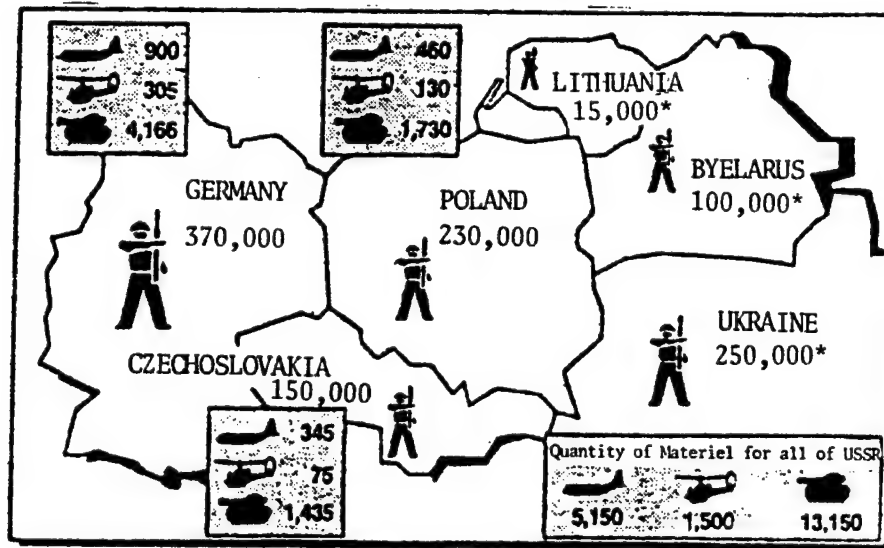 900
305
4,166
460
130
1,730
LITHUANIA
15,000*
BYELARUS
100,000*
GERMANY
370,000
POLAND
230,000
UKRAINE
250,000*
CZECHOSLOVAKIA
150,000
345
75
1,435
Quantity of Materiel for all of USSR
5,150
1,500
13,150